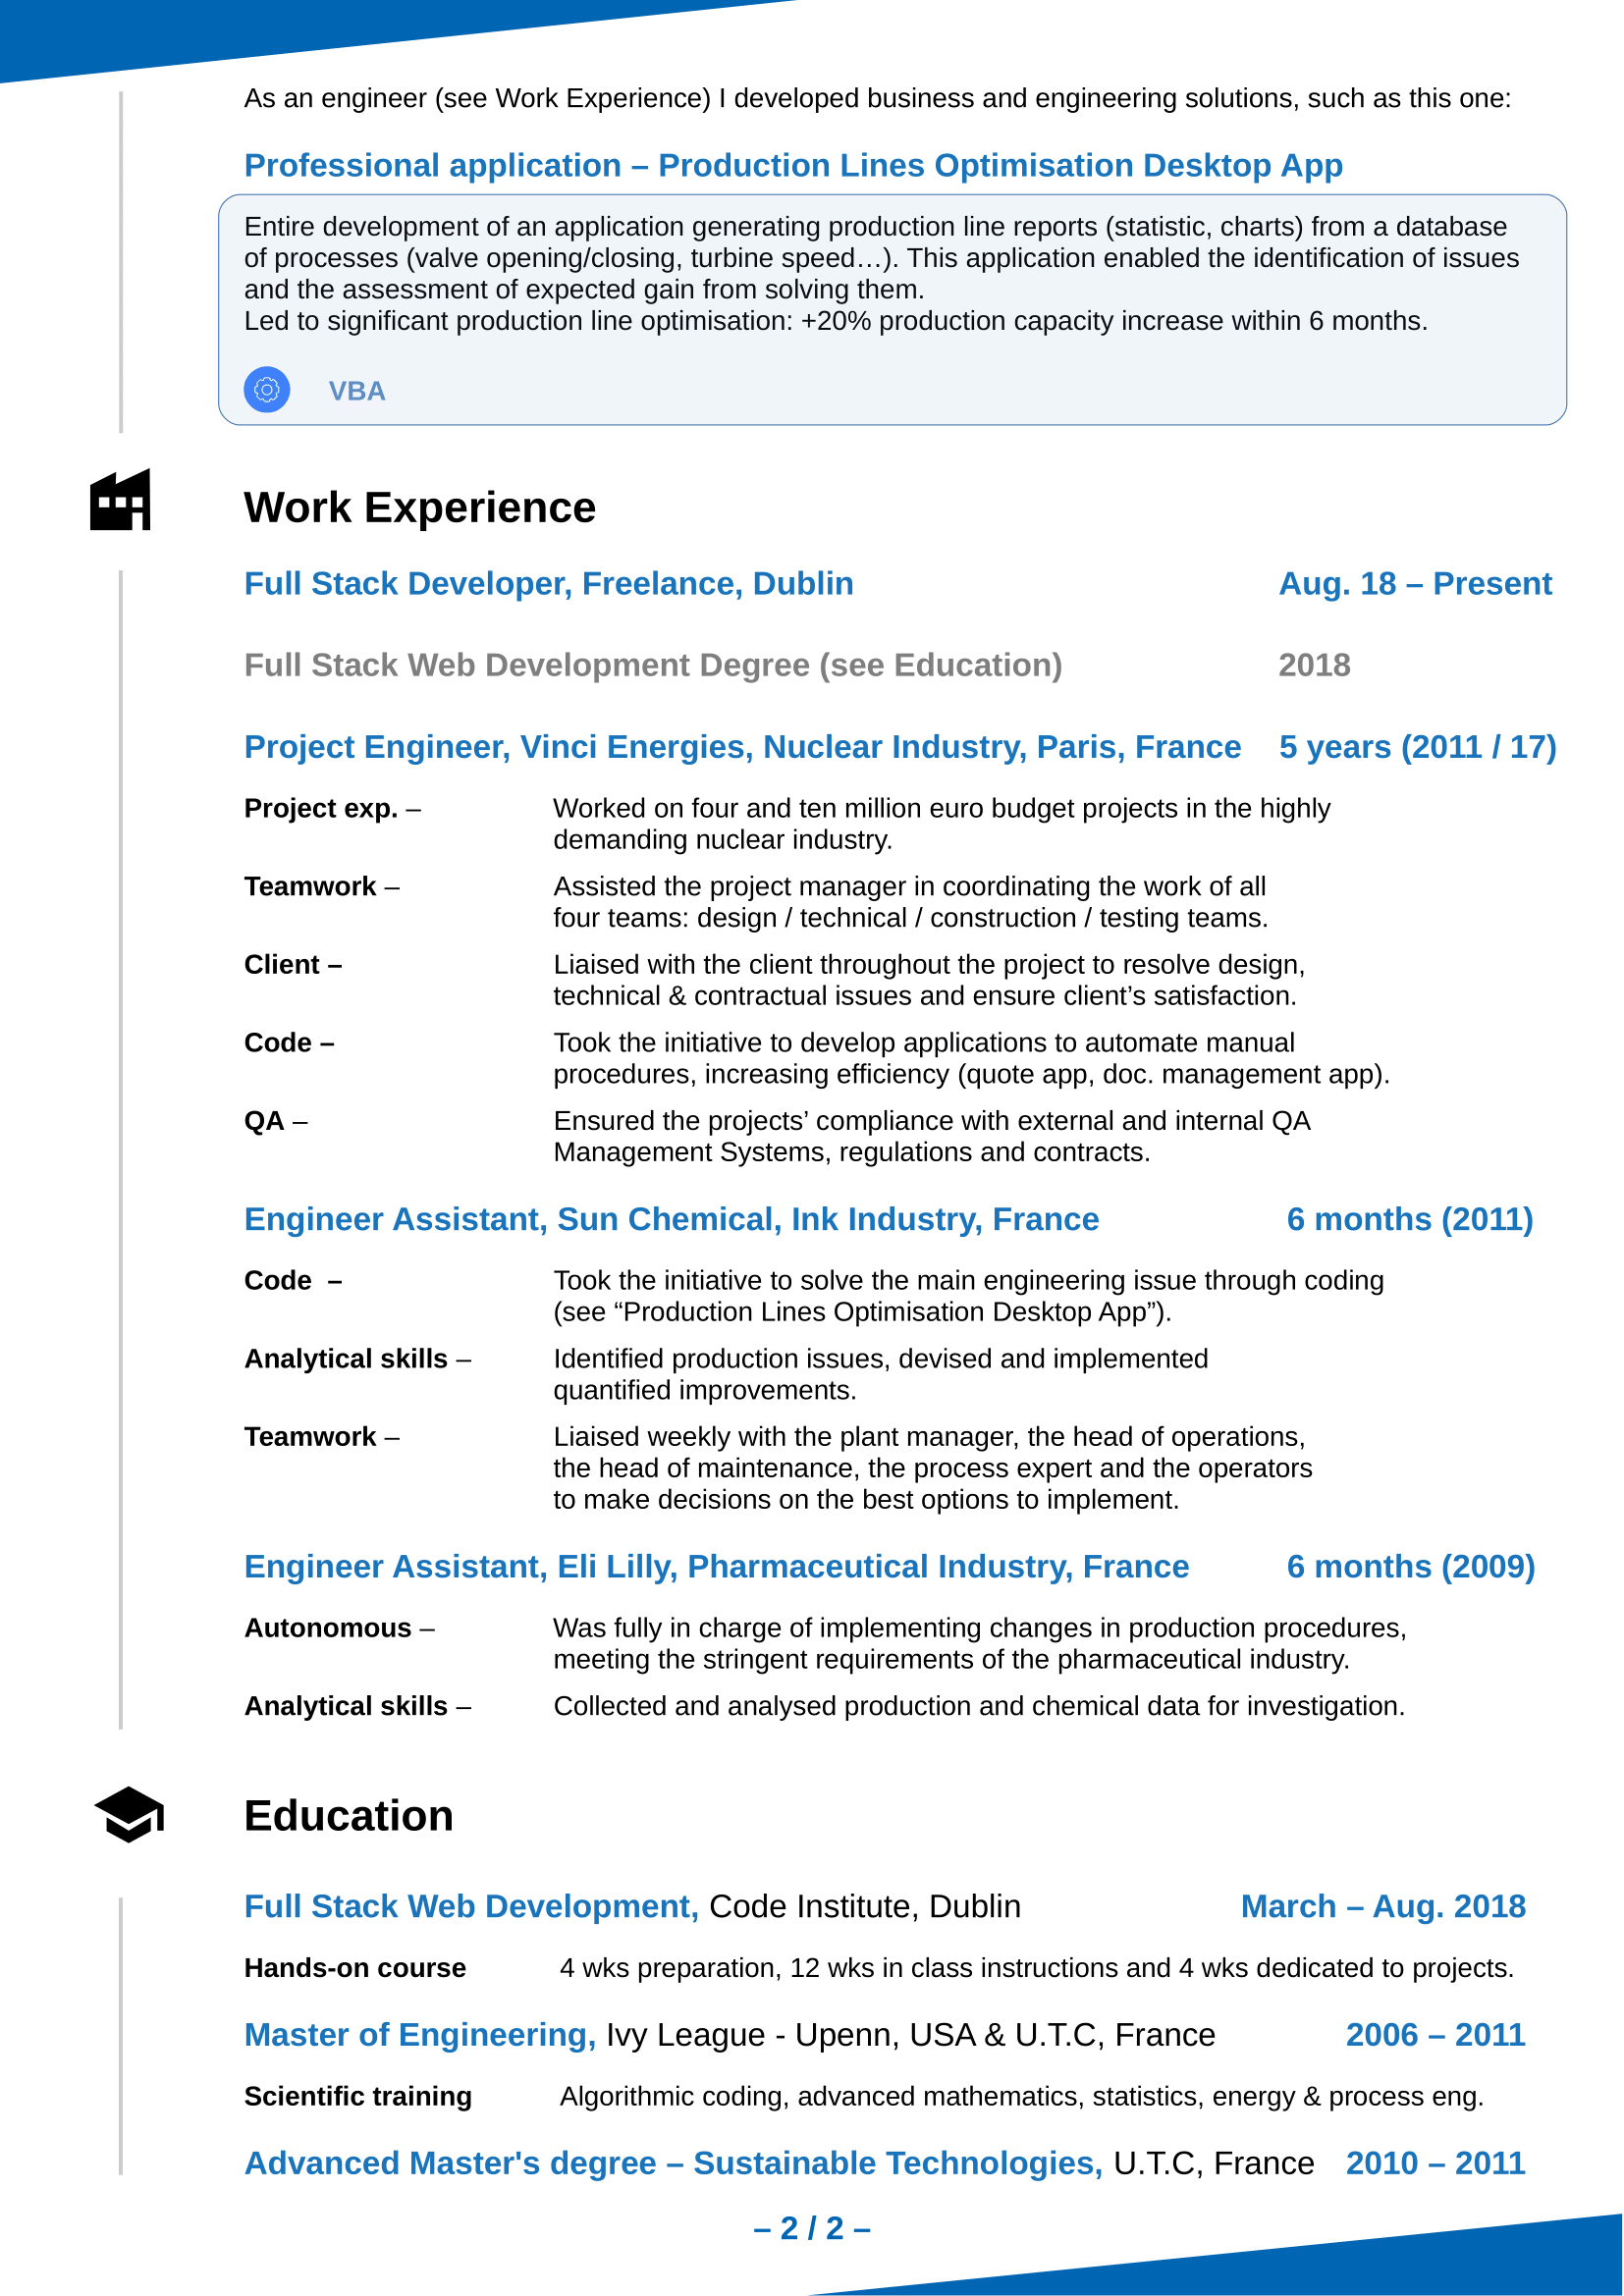 As an engineer (see Work Experience) I developed business and engineering solutions, such as this one:
Professional application – Production Lines Optimisation Desktop App
Entire development of an application generating production line reports (statistic, charts) from a database
of processes (valve opening/closing, turbine speed…). This application enabled the identification of issues
and the assessment of expected gain from solving them.
Led to significant production line optimisation: +20% production capacity increase within 6 months.
VBA
Work Experience
Full Stack Developer, Freelance, Dublin Aug. 18 – Present
Full Stack Web Development Degree (see Education) 2018
Project Engineer, Vinci Energies, Nuclear Industry, Paris, France 5 years (2011 / 17)
Project exp. – Worked on four and ten million euro budget projects in the highly
demanding nuclear industry.
Teamwork – Assisted the project manager in coordinating the work of all
four teams: design / technical / construction / testing teams.
Client – Liaised with the client throughout the project to resolve design,
technical & contractual issues and ensure client’s satisfaction.
Code – Took the initiative to develop applications to automate manual
procedures, increasing efficiency (quote app, doc. management app).
QA – Ensured the projects’ compliance with external and internal QA
Management Systems, regulations and contracts.
Engineer Assistant, Sun Chemical, Ink Industry, France 6 months (2011)
Code – Took the initiative to solve the main engineering issue through coding
(see “Production Lines Optimisation Desktop App”).
Analytical skills – Identified production issues, devised and implemented
quantified improvements.
Teamwork – Liaised weekly with the plant manager, the head of operations,
the head of maintenance, the process expert and the operators
to make decisions on the best options to implement.
Engineer Assistant, Eli Lilly, Pharmaceutical Industry, France 6 months (2009)
Autonomous – Was fully in charge of implementing changes in production procedures,
meeting the stringent requirements of the pharmaceutical industry.
Analytical skills – Collected and analysed production and chemical data for investigation.
Education
Full Stack Web Development, Code Institute, Dublin March – Aug. 2018
Hands-on course 4 wks preparation, 12 wks in class instructions and 4 wks dedicated to projects.
Master of Engineering, Ivy League - Upenn, USA & U.T.C, France 2006 – 2011
Scientific training Algorithmic coding, advanced mathematics, statistics, energy & process eng.
Advanced Master's degree – Sustainable Technologies, U.T.C, France 2010 – 2011
– 2 / 2 –